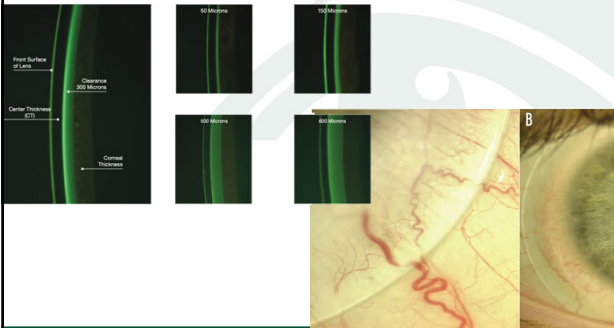 Front Surface
of Lens
Clearance
300 Microns
Center Thickness
(CT)
Corneal
Thickness
50 Microns
150 Microns
500 Microns
600 Microns
B